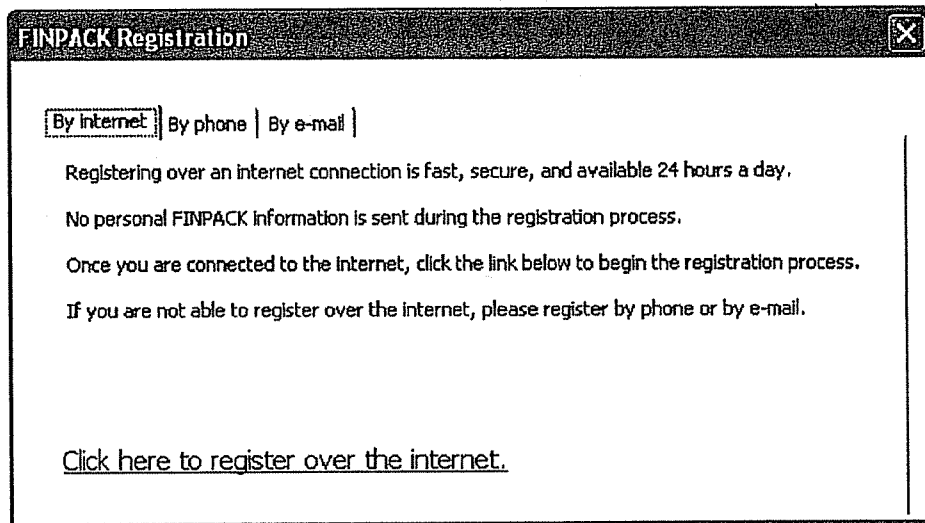 FINPACK Registration
By internet By phone By e-mail
Registering over an internet connection is fast, secure, and available 24 hours a day.
No personal FINPACK information is sent during the registration process.
Once you are connected to the internet, click the link below to begin the registration process.
If you are not able to register over the internet, please register by phone or by e-mail.
Click here to register over the internet.